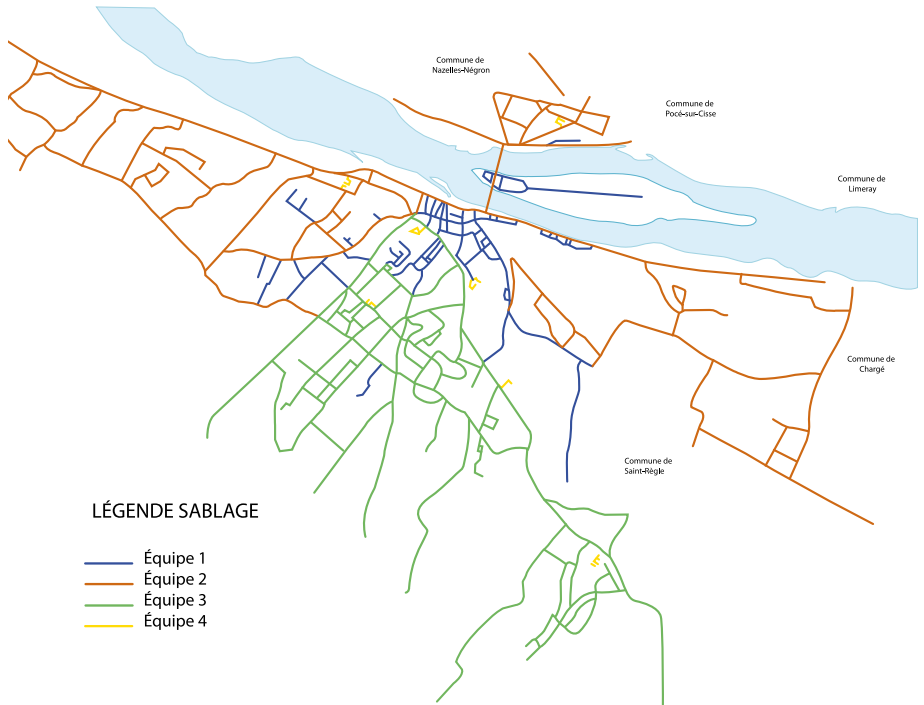 Commune de
Nazelles-Négron
Commune de
Pocé-sur-Cisse
Commune de
Limeray
Commune de
Chargé
Commune de
Saint-Règle
LÉGENDE SABLAGE
Équipe 1
Équipe 2
Équipe 3
Équipe 4